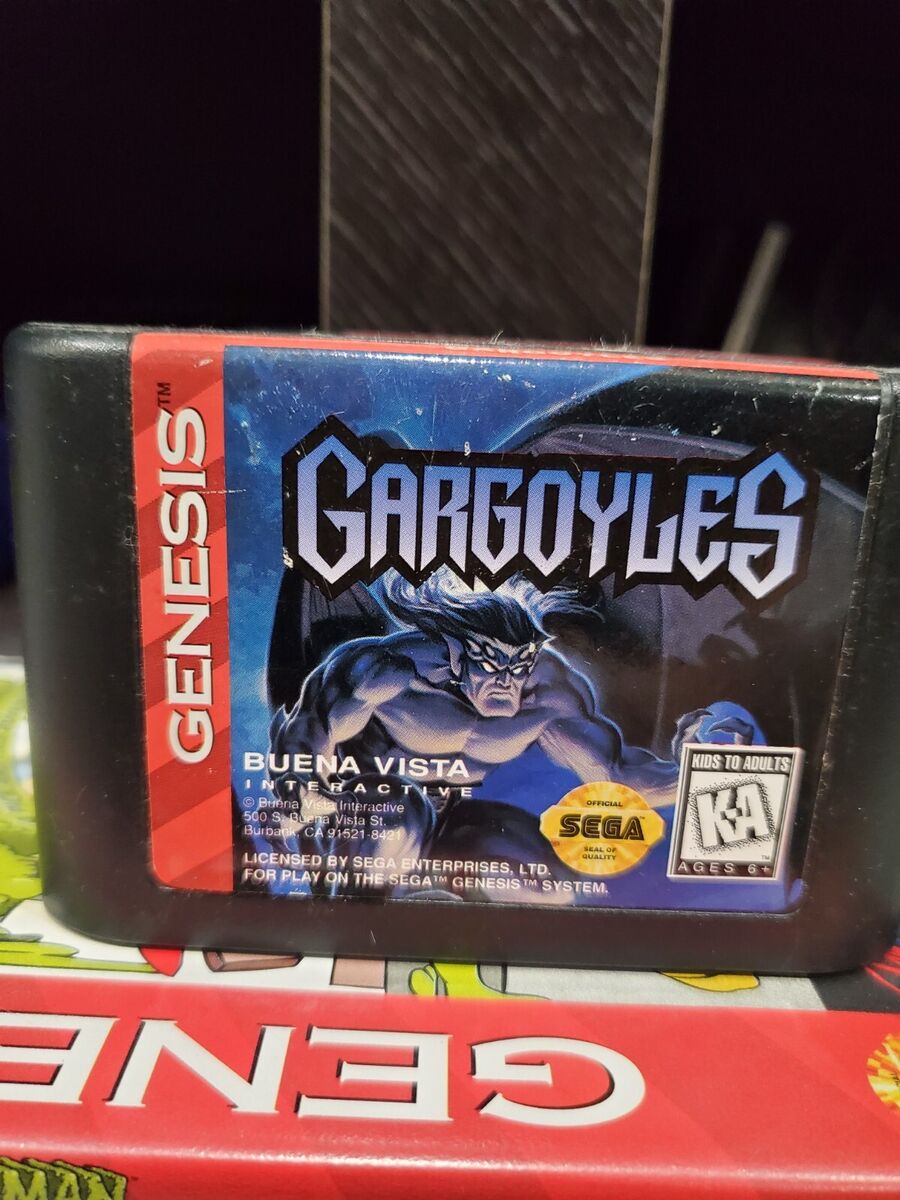 GENESIS™
GARGOYLES
BUENA VISTA
INTERACTIVE
© Buena Vista Interactive
500 S. Buena Vista St.
Burbank, CA 91521-8421
LICENSED BY SEGA ENTERPRISES, LTD.
FOR PLAY ON THE SEGA™ GENESIS™ SYSTEM.
OFFICIAL
SEGA
SEAL OF
QUALITY
KIDS TO ADULTS
K-A
™
AGES 6+
GENE
MAN